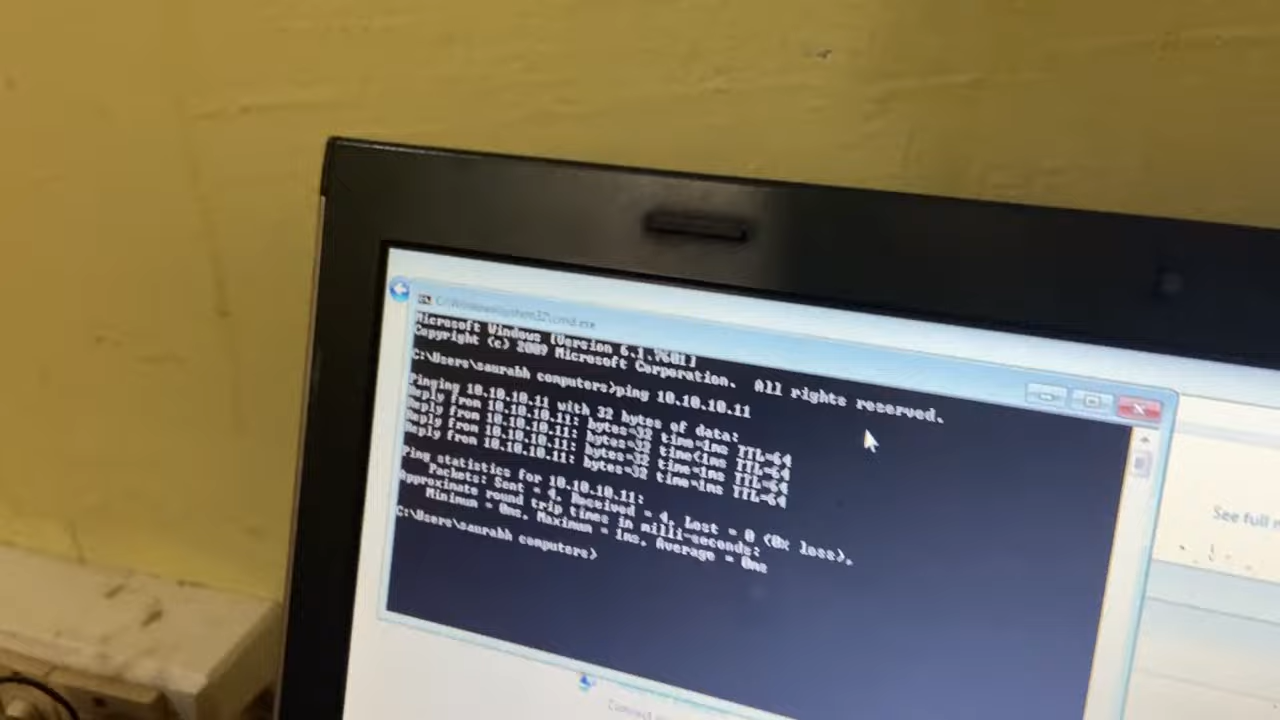 C:\Windows\system32\cmd.exe
Microsoft Windows [Version 6.1.7601]
Copyright (c) 2009 Microsoft Corporation.  All rights reserved.
C:\Users\saurabh computers>ping 10.10.10.11
Pinging 10.10.10.11 with 32 bytes of data:
Reply from 10.10.10.11: bytes=32 time=1ms TTL=64
Reply from 10.10.10.11: bytes=32 time<1ms TTL=64
Reply from 10.10.10.11: bytes=32 time=1ms TTL=64
Reply from 10.10.10.11: bytes=32 time=1ms TTL=64
Ping statistics for 10.10.10.11:
Packets: Sent = 4, Received = 4, Lost = 0 (0% loss),
Approximate round trip times in milli-seconds:
Minimum = 0ms, Maximum = 1ms, Average = 0ms
C:\Users\saurabh computers>
See full